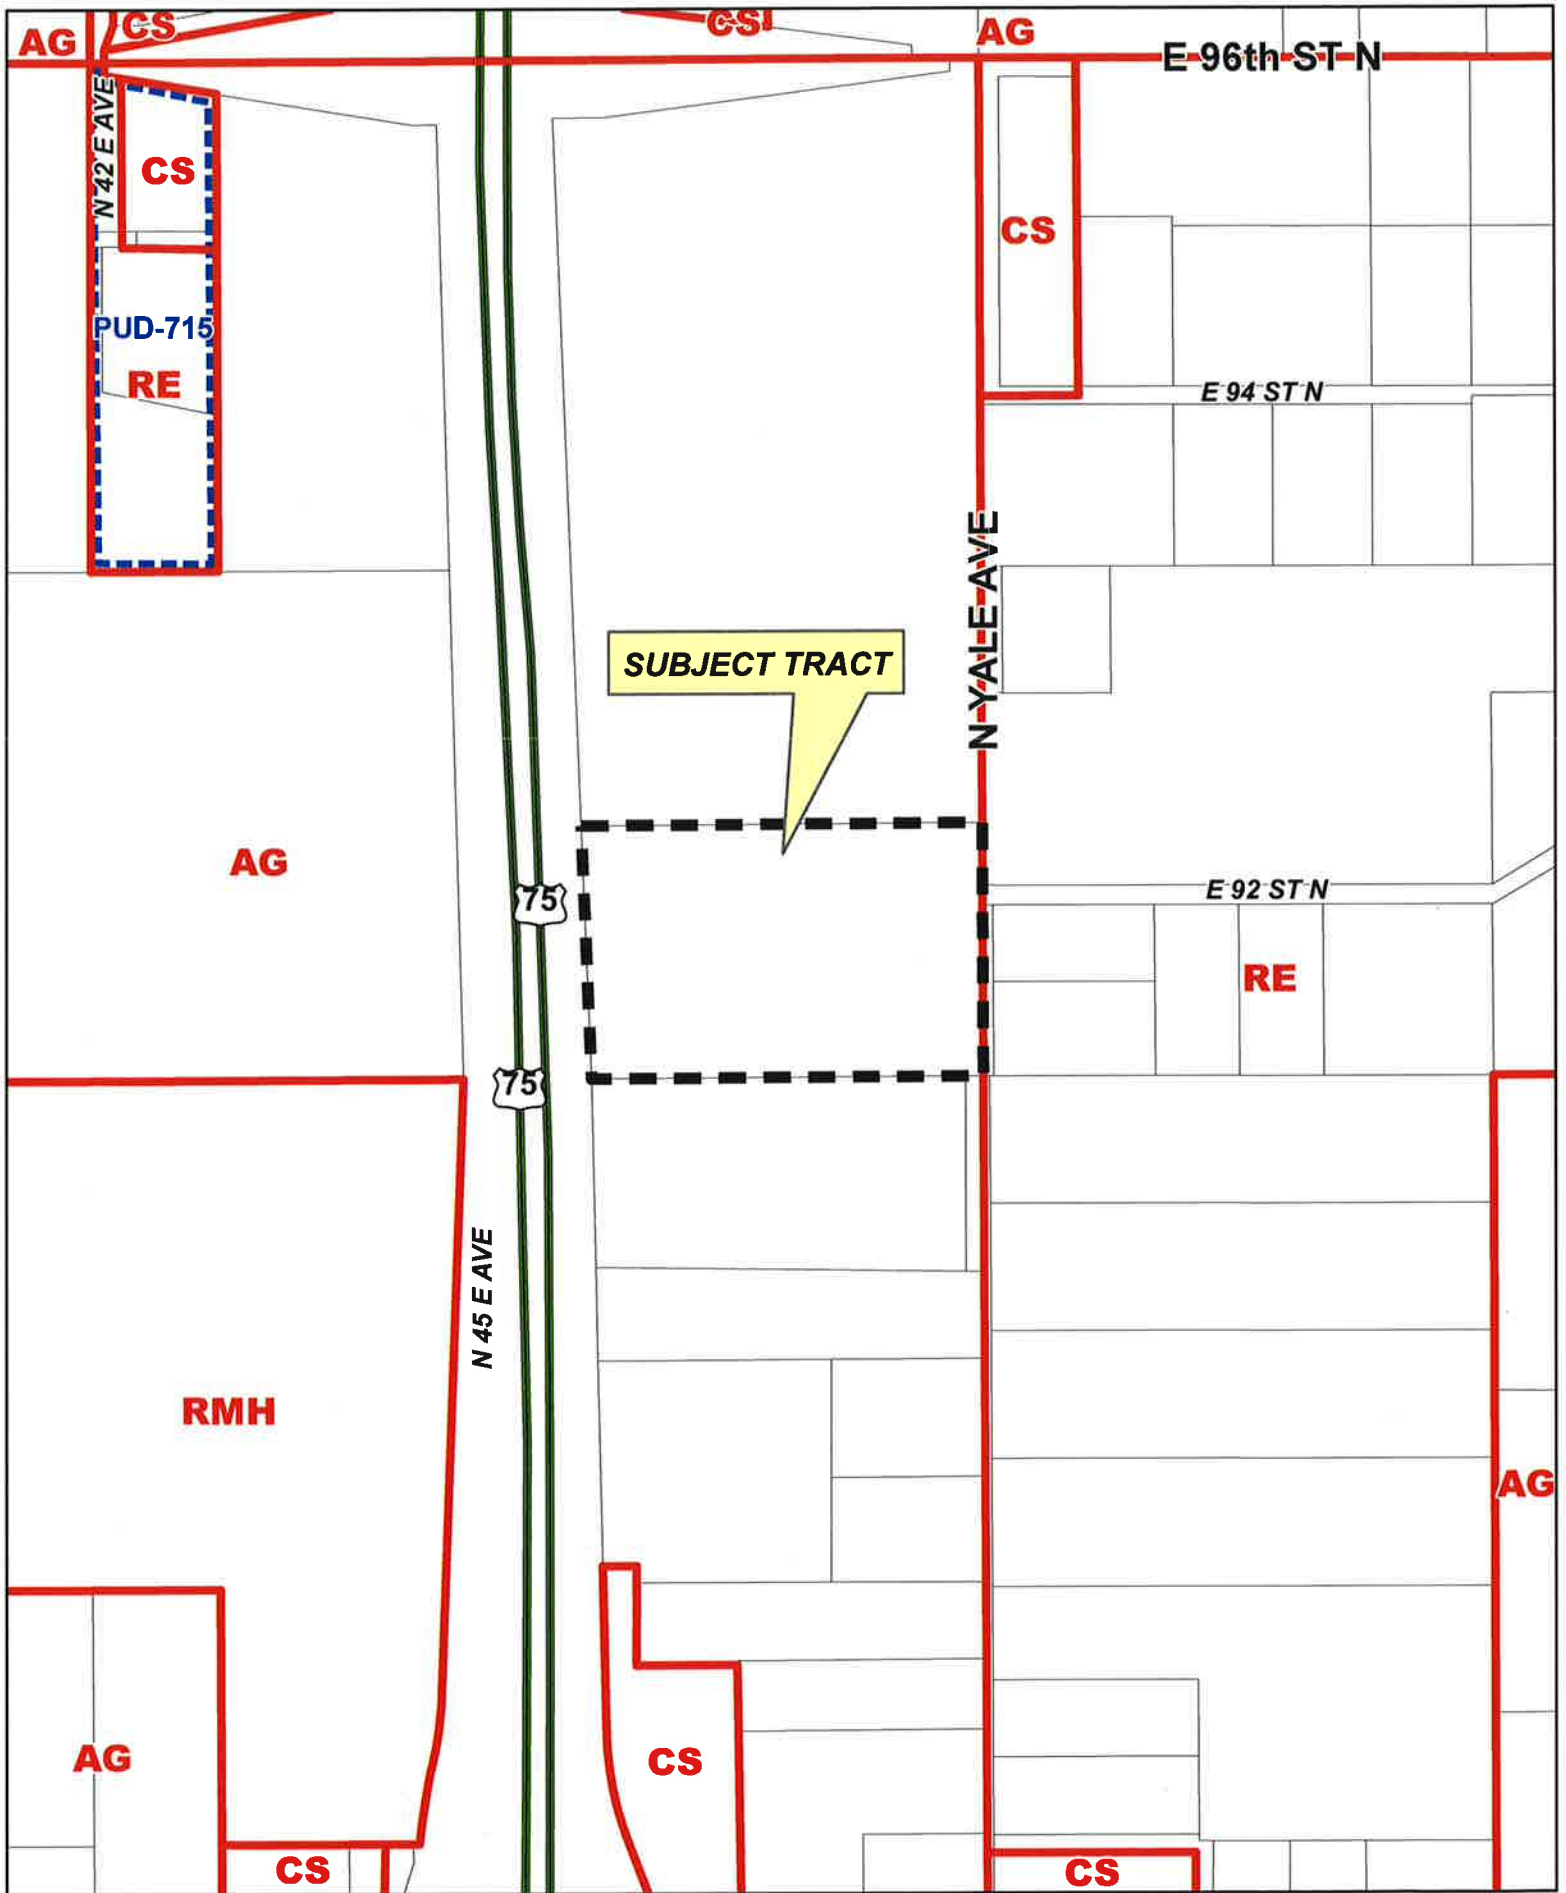 CS
CS
AG
AG
E 96th ST N
N 42 E AVE
CS
CS
PUD-715
RE
E 94 ST N
N YALE AVE
SUBJECT TRACT
AG
75
E 92 ST N
RE
75
N 45 E AVE
RMH
AG
AG
CS
CS
CS